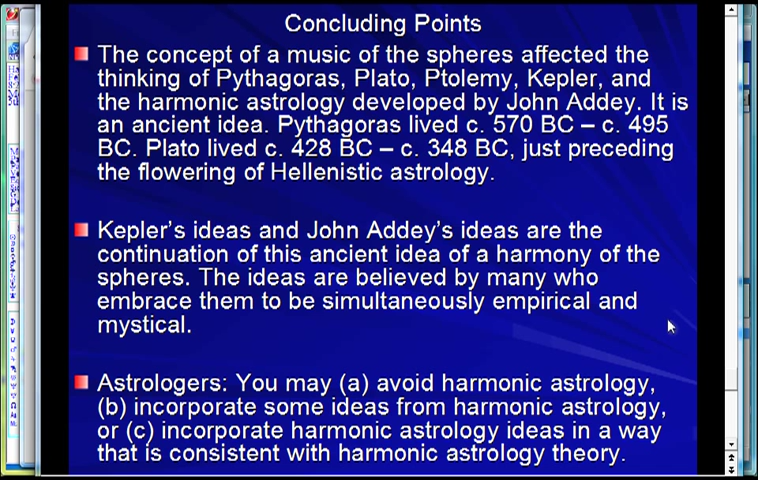 Concluding Points
The concept of a music of the spheres affected the
thinking of Pythagoras, Plato, Ptolemy, Kepler, and
the harmonic astrology developed by John Addey. It is
an ancient idea. Pythagoras lived c. 570 BC – c. 495
BC. Plato lived c. 428 BC – c. 348 BC, just preceding
the flowering of Hellenistic astrology.
Kepler's ideas and John Addey's ideas are the
continuation of this ancient idea of a harmony of the
spheres. The ideas are believed by many who
embrace them to be simultaneously empirical and
mystical.
Astrologers: You may (a) avoid harmonic astrology,
(b) incorporate some ideas from harmonic astrology,
or (c) incorporate harmonic astrology ideas in a way
that is consistent with harmonic astrology theory.